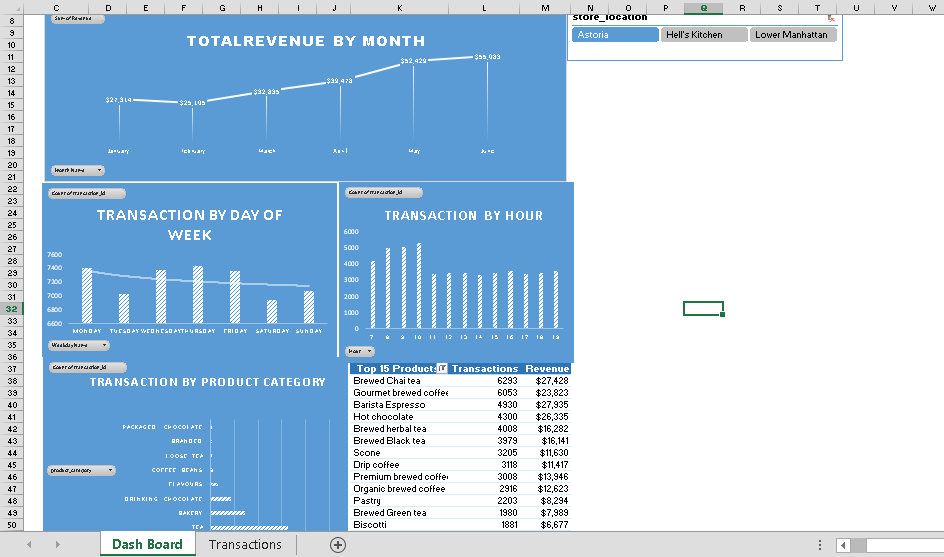 C D E F G H I J K L M N O P Q R S T U V W
8
9
10
11
12
13
14
15
16
17
18
19
20
21
22
23
24
25
26
27
28
29
30
31
32
33
34
35
36
37
38
39
40
41
42
43
44
45
46
47
48
49
50
Sum of Revenue
TOTALREVENUE BY MONTH
$27,314 $25,105 $32,835 $39,478 $52,429 $55,083
January February March April May June
Month Name
store_location
Astoria Hell's Kitchen Lower Manhattan
Count of transaction_id
TRANSACTION BY DAY OF
WEEK
7600
7400
7200
7000
6800
6600
MONDAY TUESDAY WEDNESDAY THURSDAY FRIDAY SATURDAY SUNDAY
Weekday Name
Count of transaction_id
TRANSACTION BY HOUR
6000
5000
4000
3000
2000
1000
0
7 8 9 10 11 12 13 14 15 16 17 18 19
Hour
Count of transaction_id
TRANSACTION BY PRODUCT CATEGORY
PACKAGED CHOCOLATE
BRANDED
LOOSE TEA
COFFEE BEANS
FLAVOURS
DRINKING CHOCOLATE
BAKERY
TEA
product_category
Top 15 Products Transactions Revenue
Brewed Chai tea 6293 $27,428
Gourmet brewed coffee 6053 $23,823
Barista Espresso 4930 $27,935
Hot chocolate 4300 $26,335
Brewed herbal tea 4008 $16,282
Brewed Black tea 3979 $16,141
Scone 3205 $11,630
Drip coffee 3118 $11,417
Premium brewed coffe 3008 $13,946
Organic brewed coffee 2916 $12,623
Pastry 2203 $8,294
Brewed Green tea 1980 $7,989
Biscotti 1881 $6,677
Dash Board Transactions